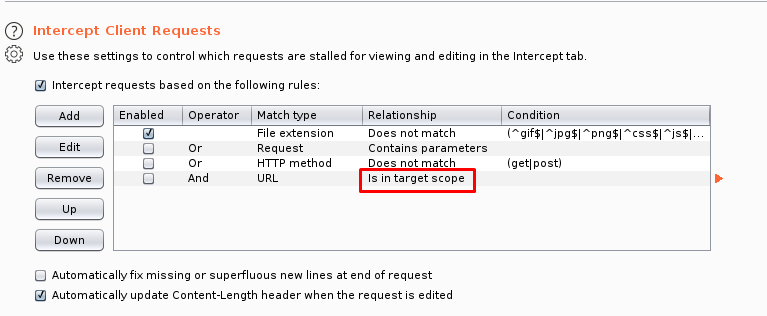 Intercept Client Requests
Use these settings to control which requests are stalled for viewing and editing in the Intercept tab.
Intercept requests based on the following rules:
Add
Edit
Remove
Up
Down
Enabled Operator Match type Relationship Condition
File extension Does not match (^gif$|^jpg$|^png$|^css$|^js$|...
Or Request Contains parameters
Or HTTP method Does not match (get|post)
And URL Is in target scope
Automatically fix missing or superfluous new lines at end of request
Automatically update Content-Length header when the request is edited